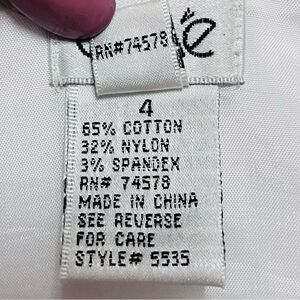 RN#74578
4
65% COTTON
32% NYLON
3% SPANDEX
RN# 74578
MADE IN CHINA
SEE REVERSE
FOR CARE
STYLE# 5535